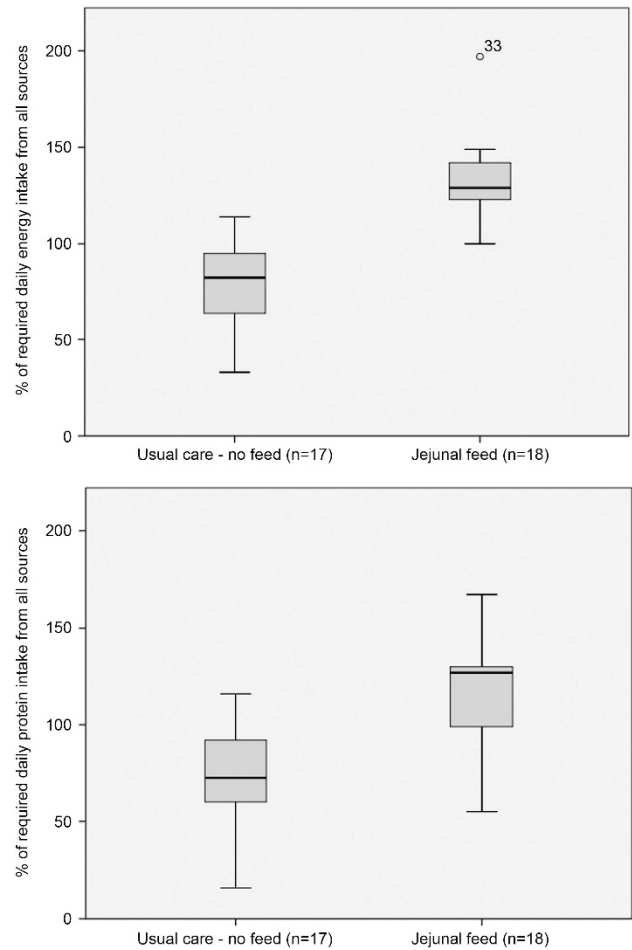 % of required daily energy intake from all sources
200
150
100
50
0
33
Usual care - no feed (n=17)
Jejunal feed (n=18)
% of required daily protein intake from all sources
200
150
100
50
0
Usual care - no feed (n=17)
Jejunal feed (n=18)